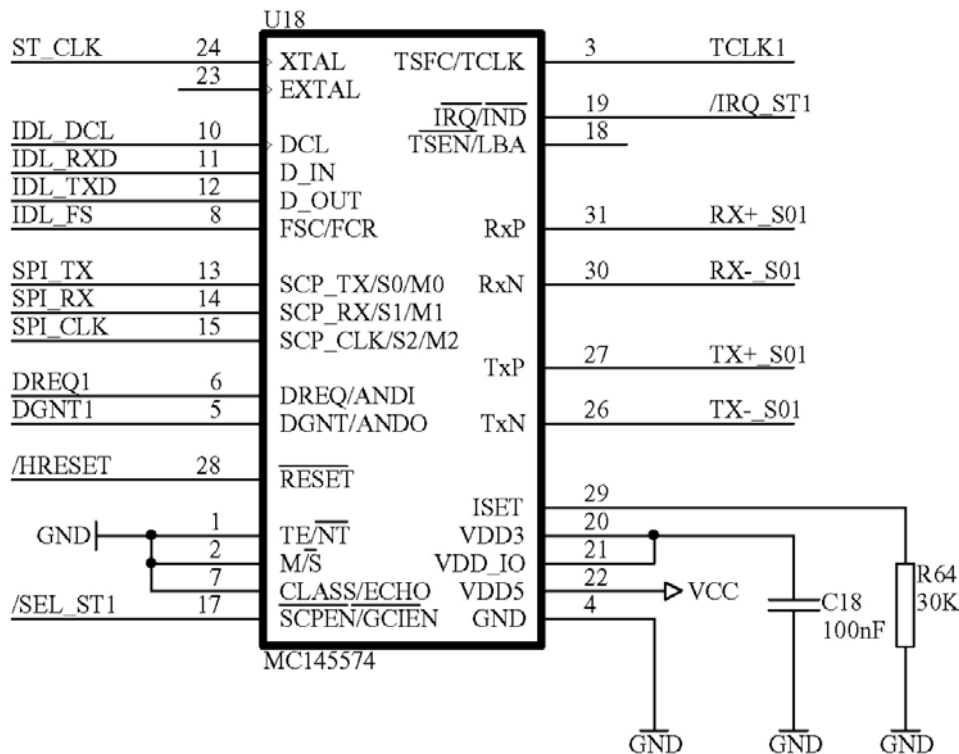 U18
ST_CLK 24 XTAL TSFC/TCLK 3 TCLK1
23 EXTAL
IRQ/IND 19 /IRQ_ST1
IDL_DCL 10 DCL TSEN/LBA 18
IDL_RXD 11 D_IN
IDL_TXD 12 D_OUT
IDL_FS 8 FSC/FCR RxP 31 RX+_S01
SPI_TX 13 SCP_TX/S0/M0 RxN 30 RX-_S01
SPI_RX 14 SCP_RX/S1/M1
SPI_CLK 15 SCP_CLK/S2/M2
TxP 27 TX+_S01
DREQ1 6 DREQ/ANDI
DGNT1 5 DGNT/ANDO TxN 26 TX-_S01
/HRESET 28 RESET
ISET 29
GND 1 TE/NT VDD3 20
2 M/S VDD_IO 21
7 CLASS/ECHO VDD5 22 VCC
/SEL_ST1 17 SCPEN/GCIEN GND 4
R64
30K
C18
100nF
MC145574
GND GND GND